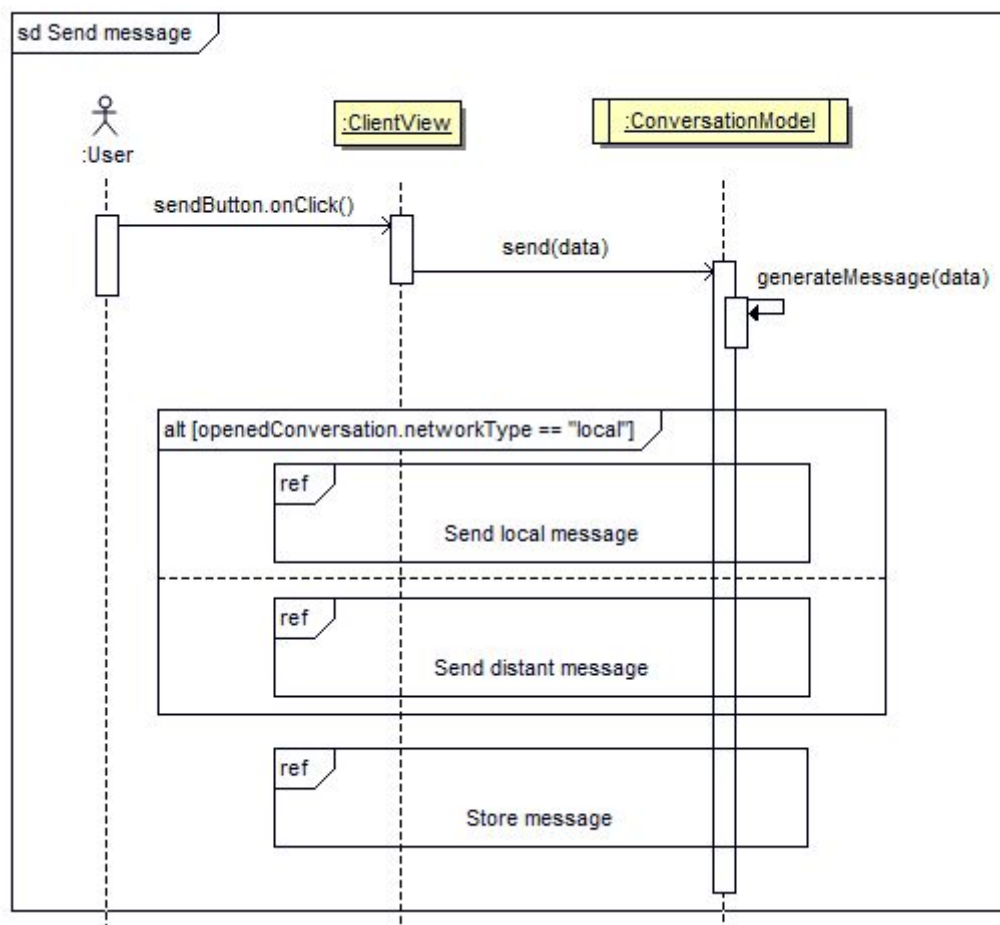 sd Send message
:User
:ClientView
:ConversationModel
sendButton.onClick()
send(data)
generateMessage(data)
alt [openedConversation.networkType == "local"]
ref
Send local message
ref
Send distant message
ref
Store message